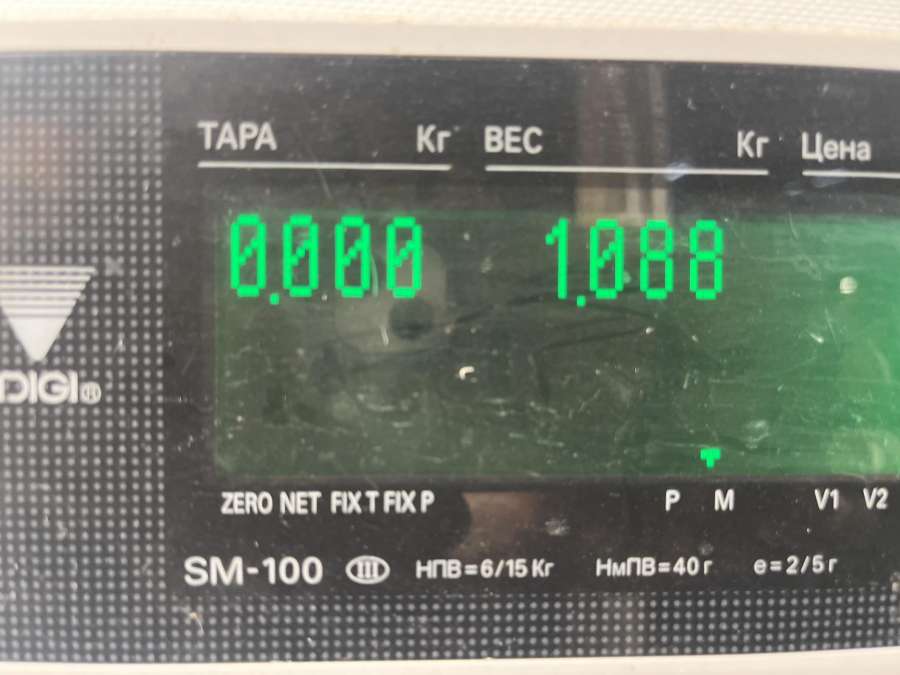 ТАРА Кг ВЕС Кг Цена
0.000 1.088
DIGI®
ZERO NET FIX T FIX P P M V1 V2
SM-100 III НПВ=6/15 Кг НмПВ=40 г e=2/5 г